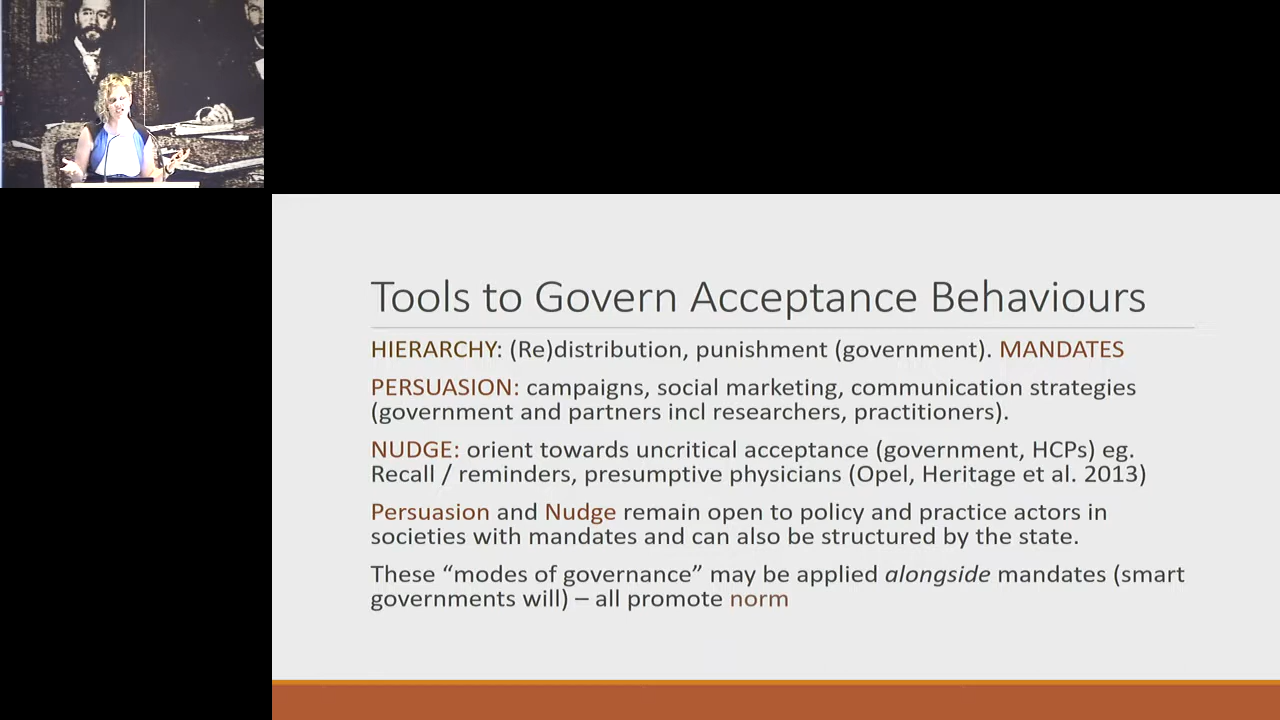 Tools to Govern Acceptance Behaviours
HIERARCHY: (Re)distribution, punishment (government). MANDATES
PERSUASION: campaigns, social marketing, communication strategies
(government and partners incl researchers, practitioners).
NUDGE: orient towards uncritical acceptance (government, HCPs) eg.
Recall / reminders, presumptive physicians (Opel, Heritage et al. 2013)
Persuasion and Nudge remain open to policy and practice actors in
societies with mandates and can also be structured by the state.
These “modes of governance” may be applied alongside mandates (smart
governments will) – all promote norm